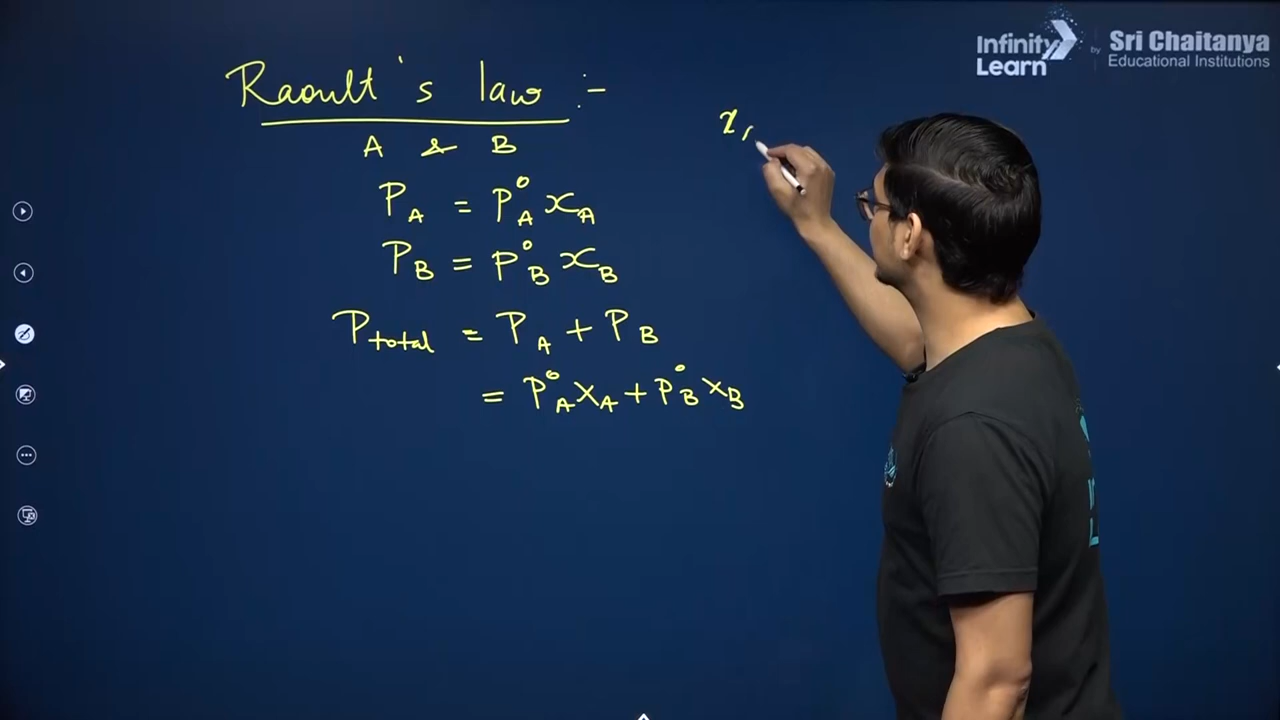 Raoult's law :-
A & B
P_A = P°_A x_A
P_B = P°_B x_B
P_total = P_A + P_B
= P°_A x_A + P°_B x_B
x
Infinity Learn
by
Sri Chaitanya
Educational Institutions